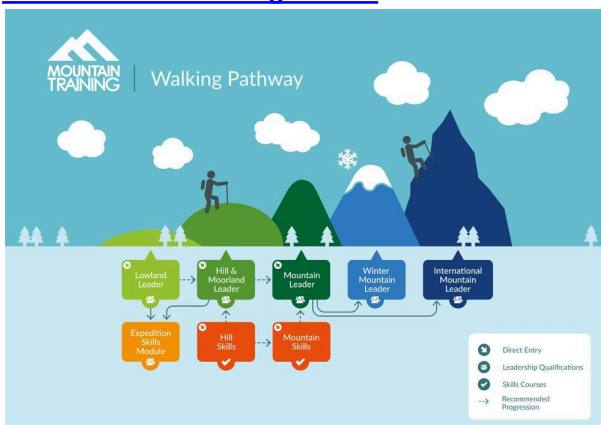 MOUNTAIN
TRAINING
Walking Pathway
Lowland
Leader
Hill &
Moorland
Leader
Mountain
Leader
Winter
Mountain
Leader
International
Mountain
Leader
Expedition
Skills
Module
Hill
Skills
Mountain
Skills
Direct Entry
Leadership Qualifications
Skills Courses
Recommended
Progression